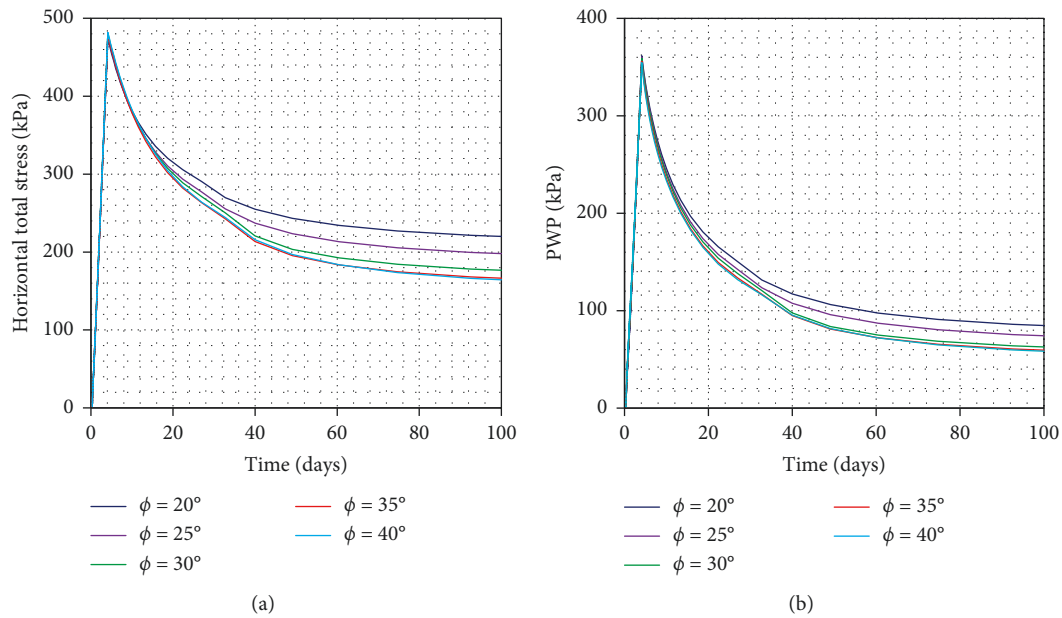 500
400
300
200
100
0
Horizontal total stress (kPa)
0 20 40 60 80 100
Time (days)
ϕ = 20°
ϕ = 25°
ϕ = 30°
ϕ = 35°
ϕ = 40°
(a)
400
300
200
100
0
PWP (kPa)
0 20 40 60 80 100
Time (days)
ϕ = 20°
ϕ = 25°
ϕ = 30°
ϕ = 35°
ϕ = 40°
(b)